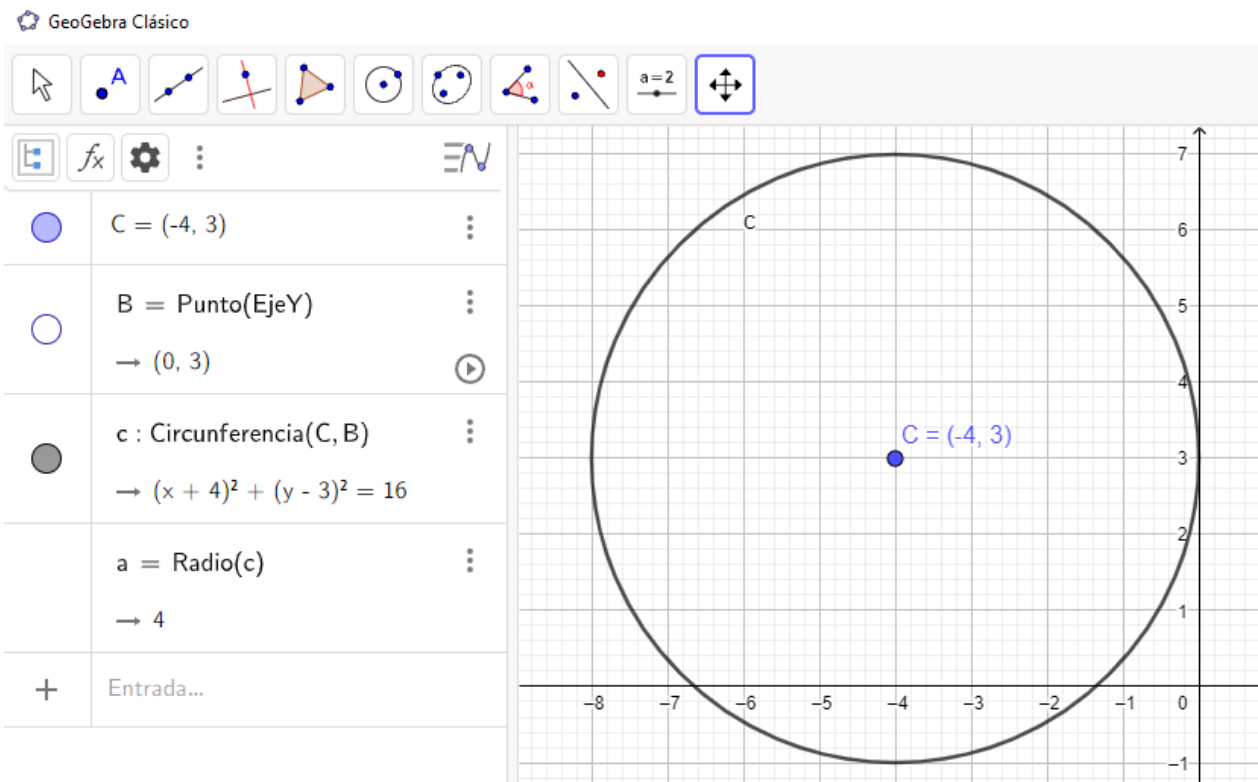 GeoGebra Clásico
A
α
a=2
fx
C = (-4, 3)
B = Punto(EjeY)
→ (0, 3)
c : Circunferencia(C, B)
→ (x + 4)² + (y - 3)² = 16
a = Radio(c)
→ 4
+ Entrada...
7
C
6
5
4
C = (-4, 3)
3
2
1
–8 –7 –6 –5 –4 –3 –2 –1 0
–1